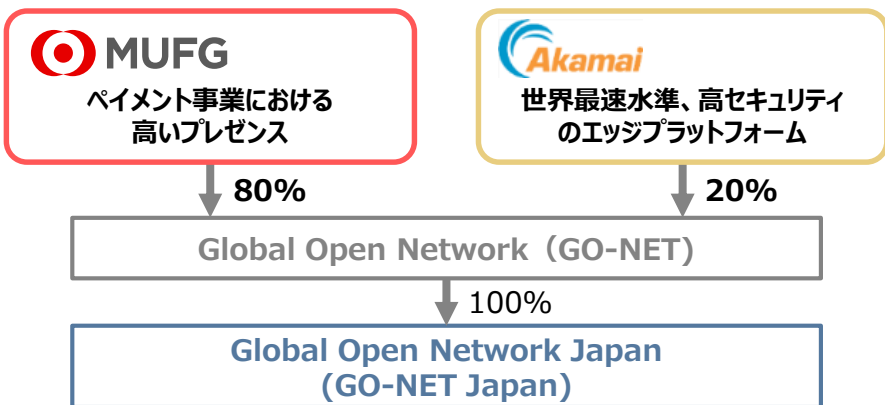 MUFG
ペイメント事業における
高いプレゼンス
Akamai
世界最速水準、高セキュリティ
のエッジプラットフォーム
80%
20%
Global Open Network（GO-NET)
100%
Global Open Network Japan
(GO-NET Japan)